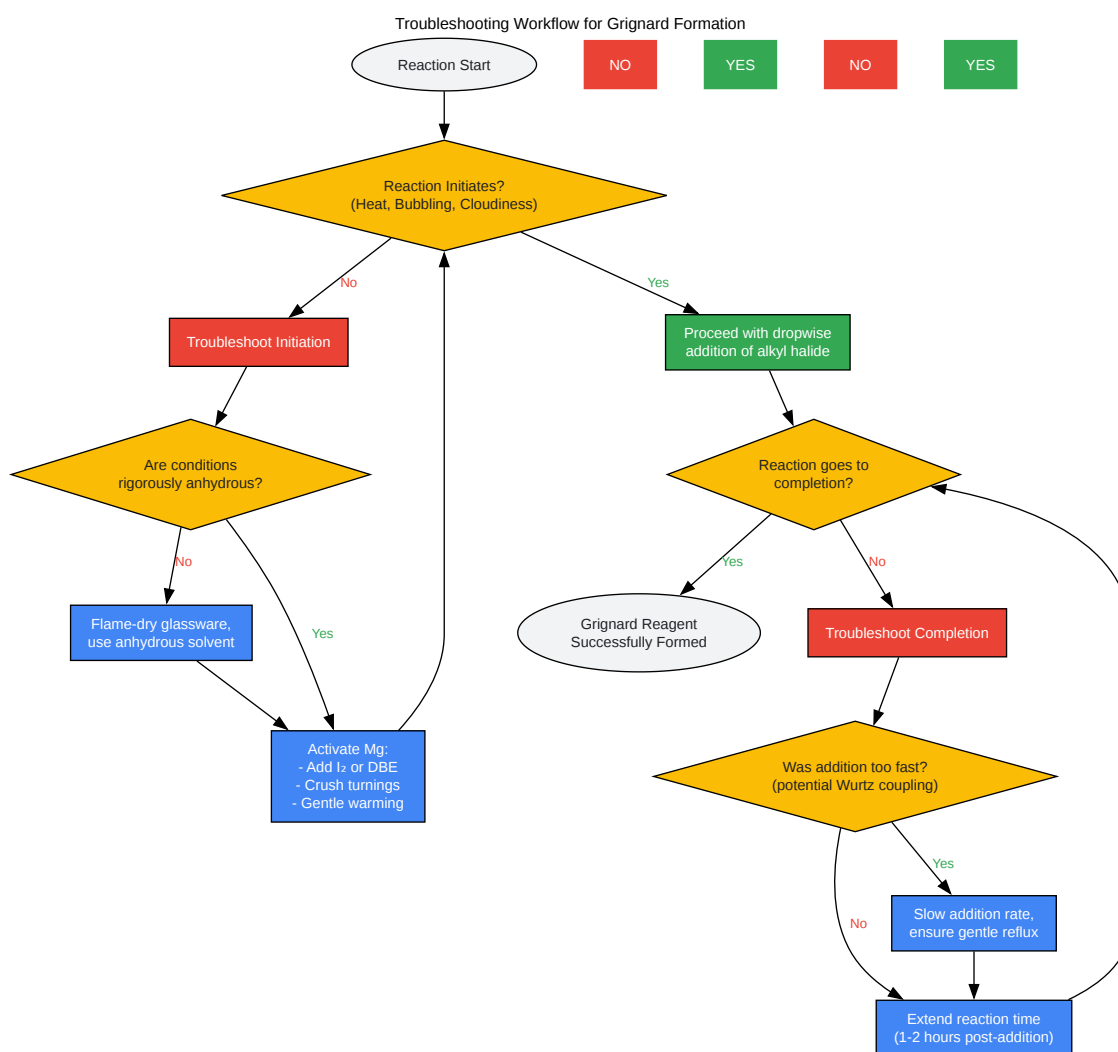 Troubleshooting Workflow for Grignard Formation
Reaction Start
NO
YES
NO
YES
Reaction Initiates?
(Heat, Bubbling, Cloudiness)
No
Yes
Troubleshoot Initiation
Proceed with dropwise
addition of alkyl halide
Are conditions
rigorously anhydrous?
Reaction goes to
completion?
No
Yes
No
Flame-dry glassware,
use anhydrous solvent
Yes
Grignard Reagent
Successfully Formed
Troubleshoot Completion
Activate Mg:
- Add I₂ or DBE
- Crush turnings
- Gentle warming
Was addition too fast?
(potential Wurtz coupling)
Yes
No
Slow addition rate,
ensure gentle reflux
Extend reaction time
(1-2 hours post-addition)